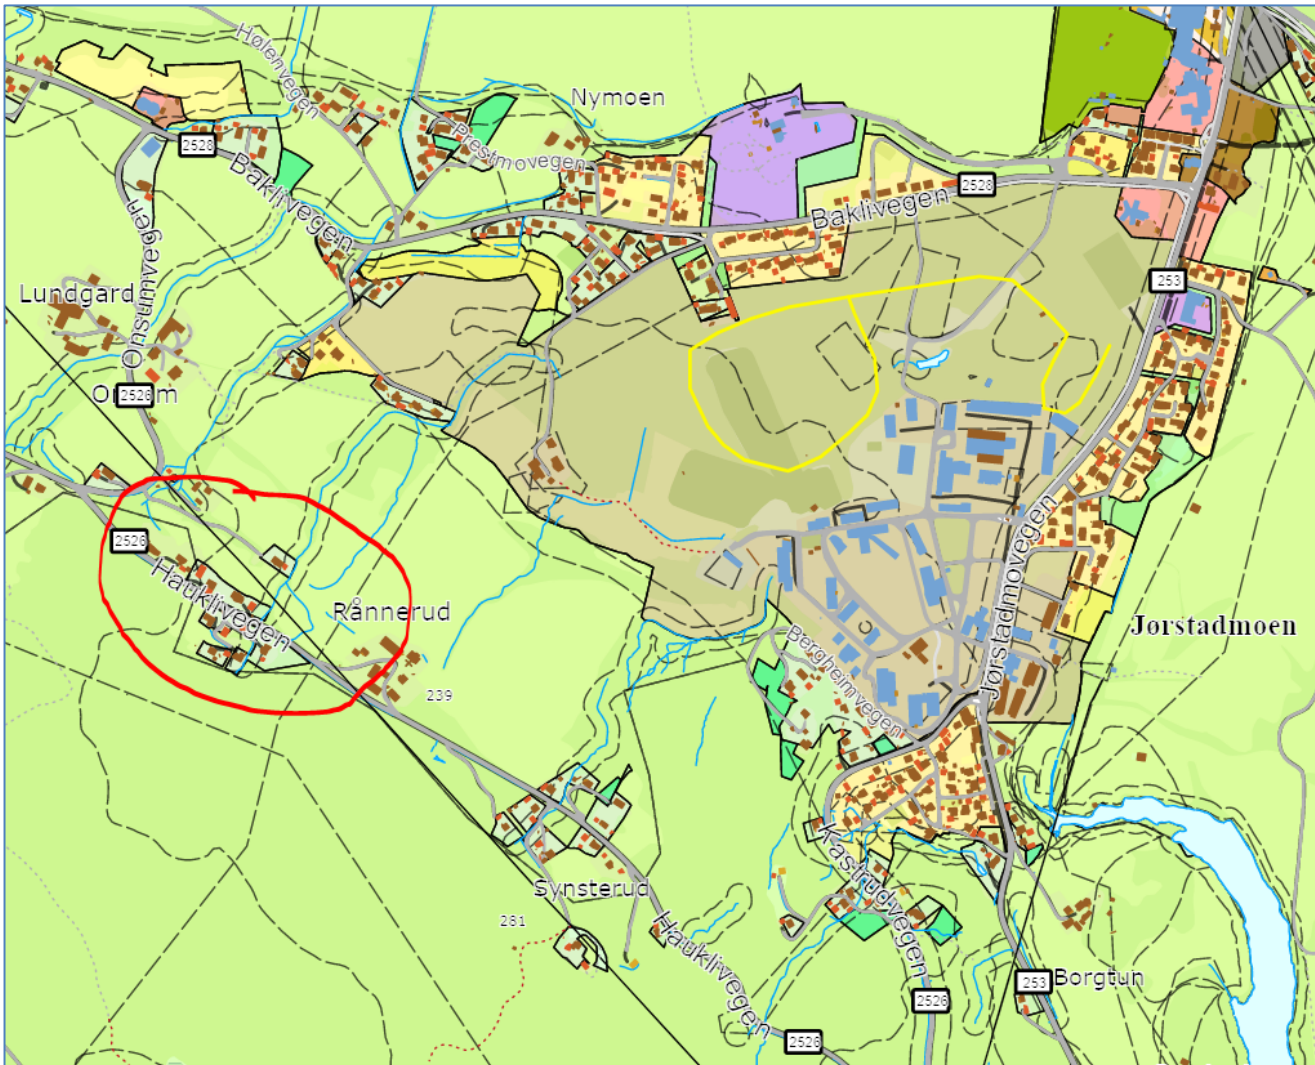 Hølenvegen
Nymoen
2528
Prestmovegen
Baklivegen
2528
Baklivegen
Onsumvegen
Lundgard
253
2526
2526
Hauklivegen
Rånnerud
239
Jørstadmovegen
Jørstadmoen
Bergheimvegen
Kastrudvegen
Synsterud
281
Hauklivegen
253
Borgtun
2526
2526